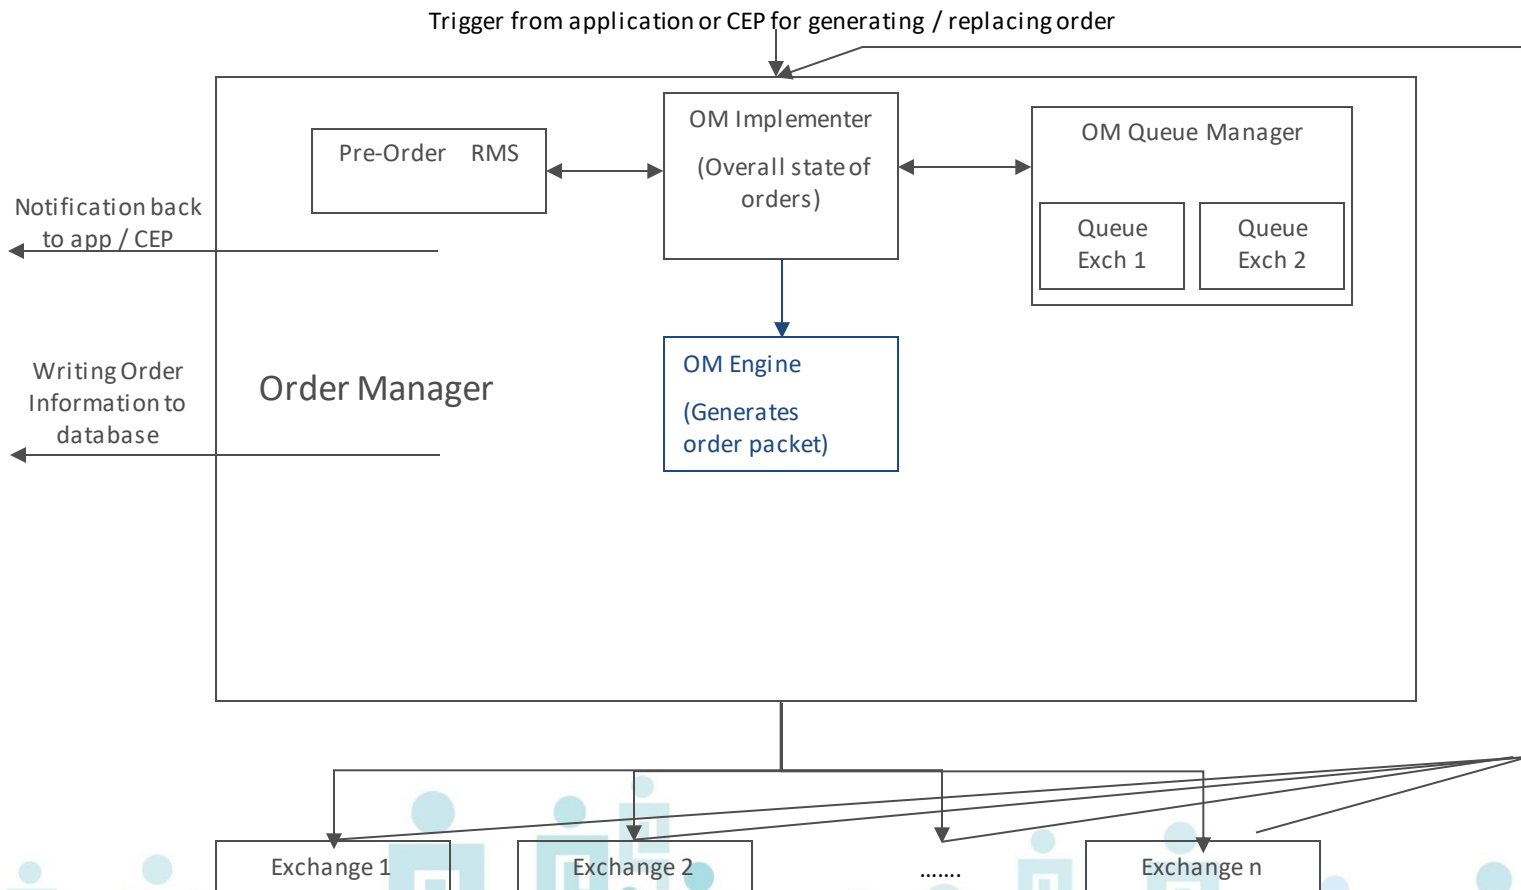 Trigger from application or CEP for generating / replacing order
OM Implementer
(Overall state of
orders)
Pre-Order RMS
OM Queue Manager
Queue
Exch 1
Queue
Exch 2
Notification back
to app / CEP
OM Engine
(Generates
order packet)
Order Manager
Writing Order
Information to
database
Exchange 1
Exchange 2
.......
Exchange n